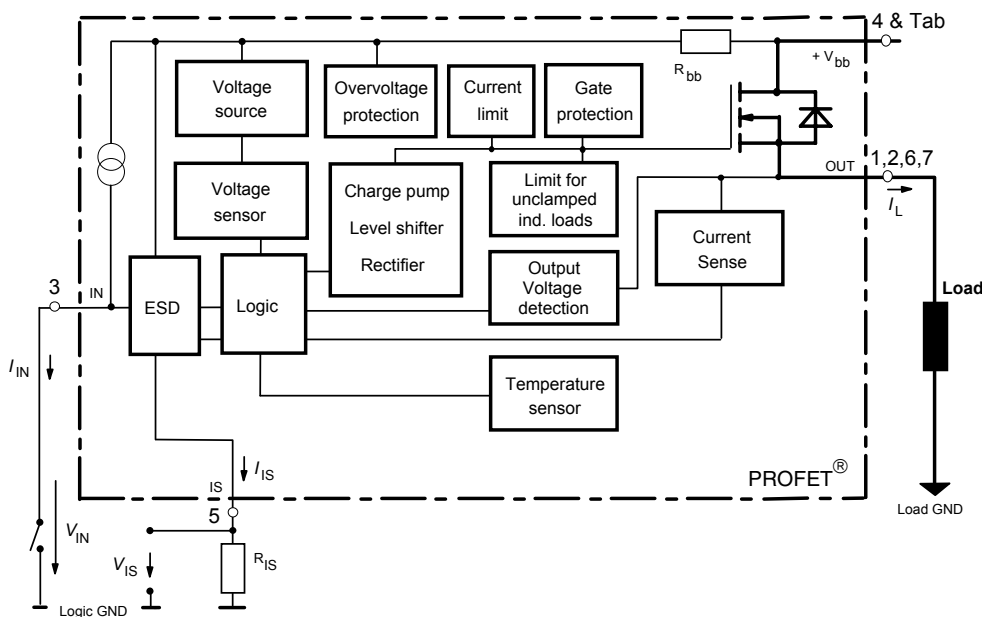 4 & Tab
R bb
+ V bb
Voltage source
Overvoltage protection
Current limit
Gate protection
OUT
1,2,6,7
I L
Voltage sensor
Charge pump
Level shifter
Rectifier
Limit for unclamped ind. loads
Current Sense
3
IN
ESD
Logic
Output Voltage detection
Load
I IN
Temperature sensor
I IS
IS
PROFET®
5
Load GND
V IN
V IS
R IS
Logic GND